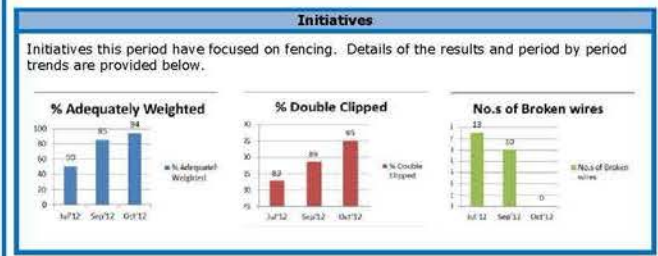 Initiatives
Initiatives this period have focused on fencing. Details of the results and period by period
trends are provided below.
% Adequately Weighted
100
80
60
40
20
0
50
85
94
Jul'12 Sep'12 Oct'12
% Adequatel
Weighted
% Double Clipped
83
89
95
Jul'12 Sep'12 Oct'12
% Double
Clipped
No.s of Broken wires
13
10
0
Jul'12 Sep'12 Oct'12
No.s of Broken
wires